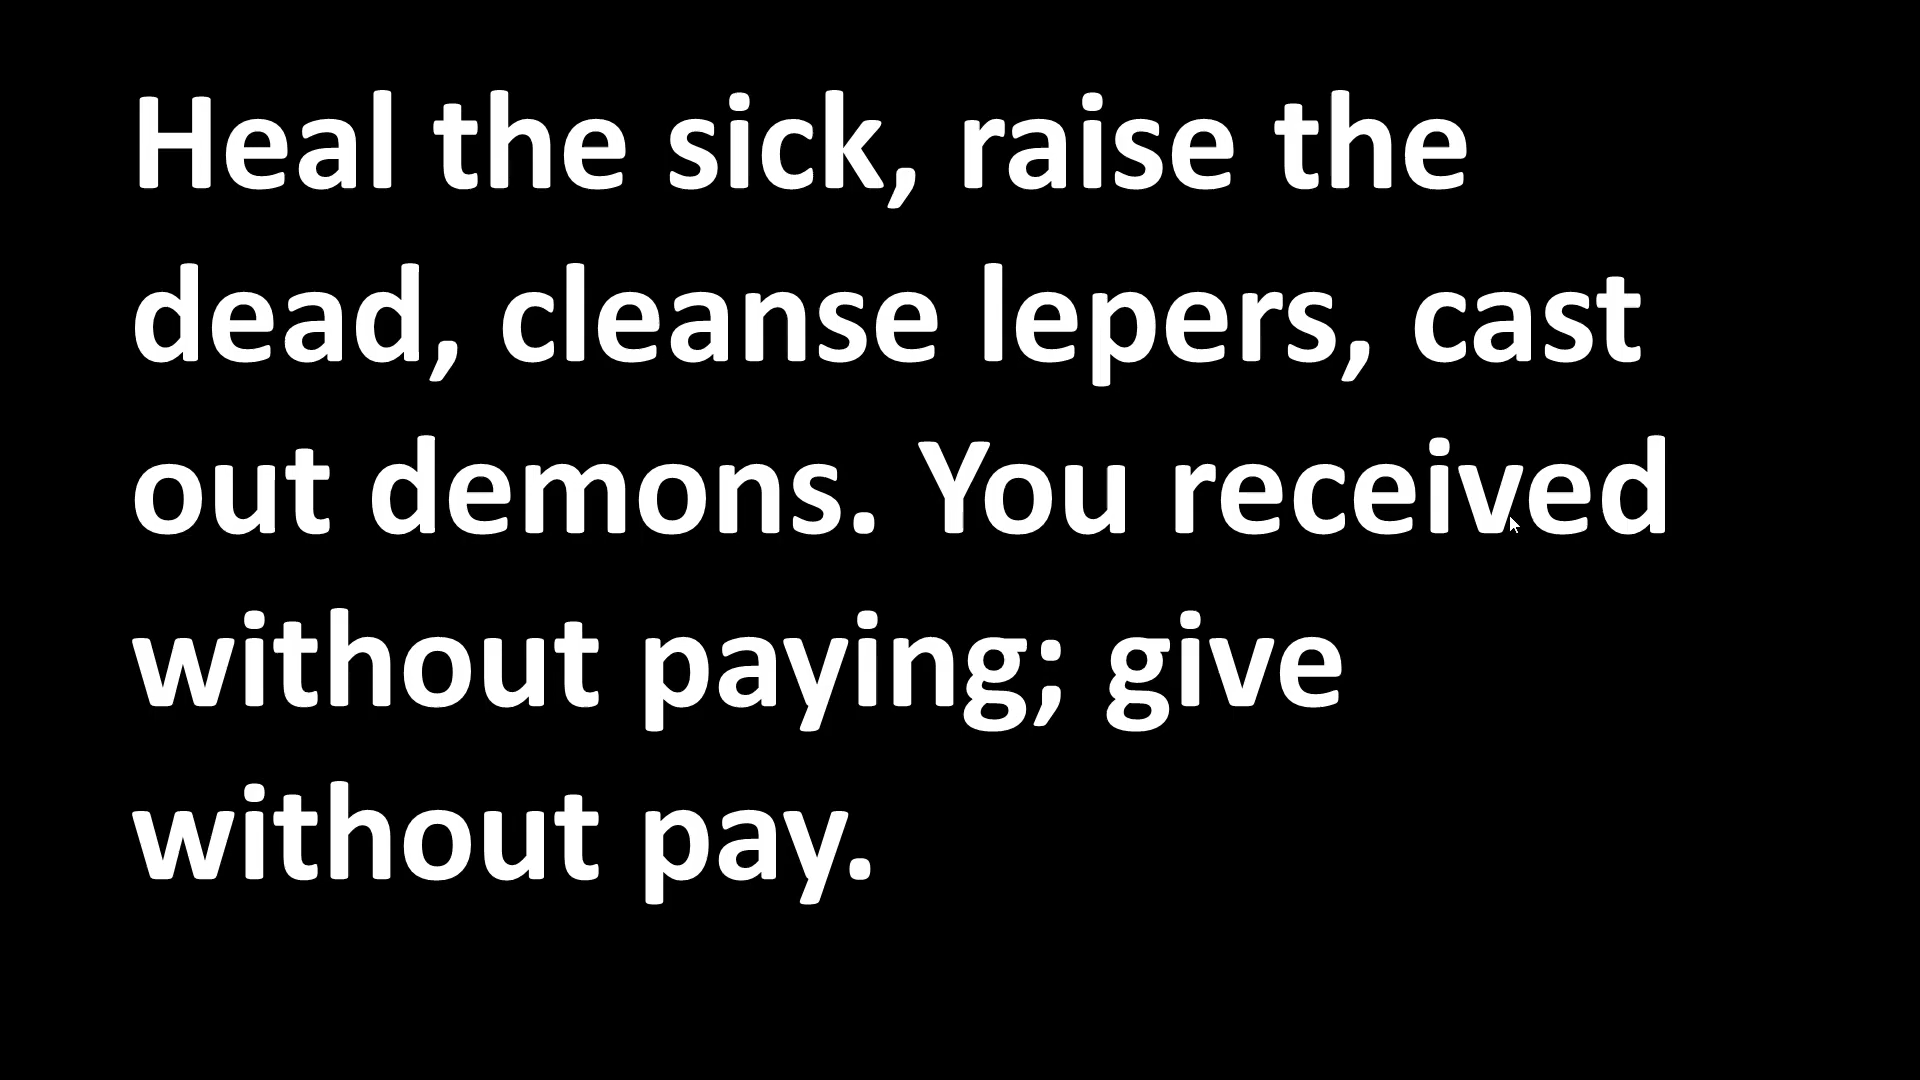 Heal the sick, raise the
dead, cleanse lepers, cast
out demons. You received
without paying; give
without pay.